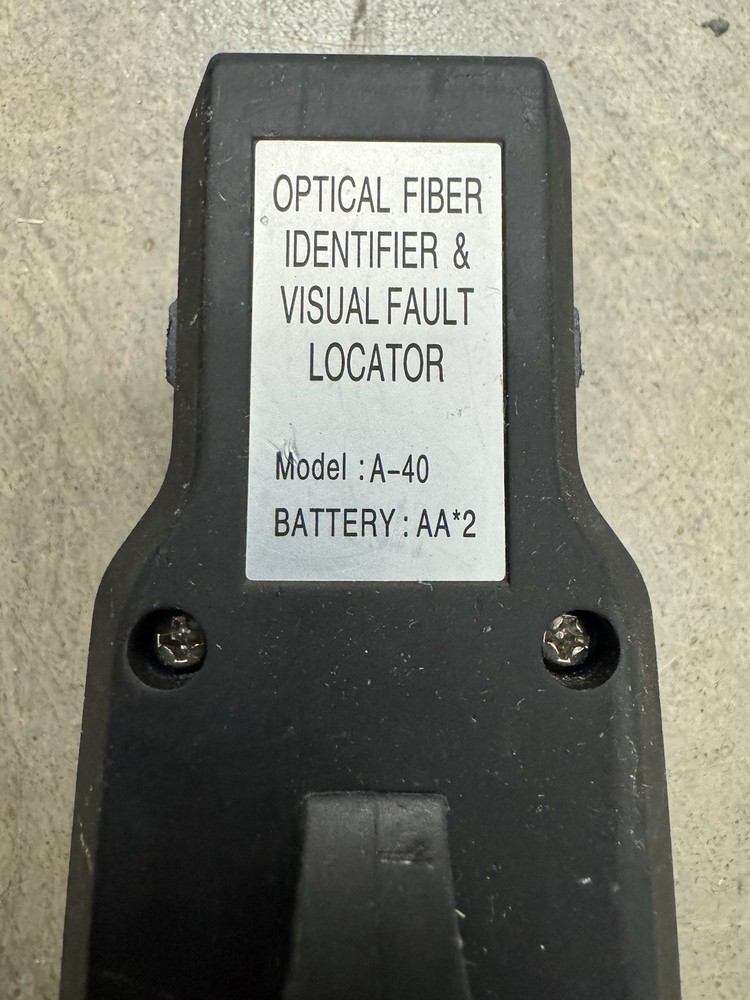 OPTICAL FIBER
IDENTIFIER &
VISUAL FAULT
LOCATOR
Model : A-40
BATTERY : AA*2